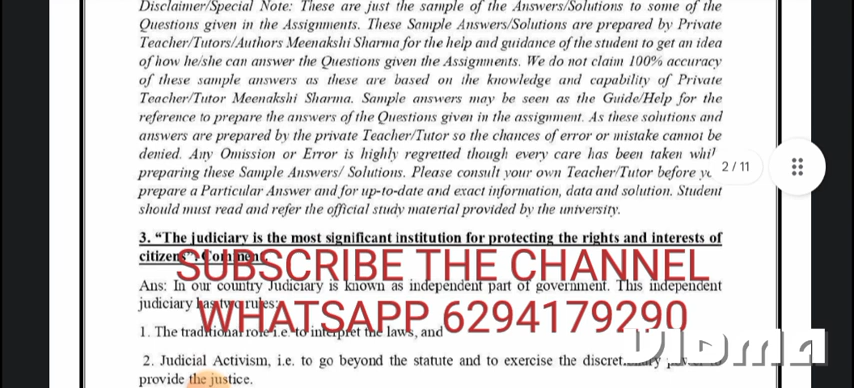 Disclaimer/Special Note: These are just the sample of the Answers/Solutions to some of the
Questions given in the Assignments. These Sample Answers/Solutions are prepared by Private
Teacher/Tutors/Authors Meenakshi Sharma for the help and guidance of the student to get an idea
of how he/she can answer the Questions given the Assignments. We do not claim 100% accuracy
of these sample answers as these are based on the knowledge and capability of Private
Teacher/Tutor Meenakshi Sharma. Sample answers may be seen as the Guide/Help for the
reference to prepare the answers of the Questions given in the assignment. As these solutions and
answers are prepared by the private Teacher/Tutor so the chances of error or mistake cannot be
denied. Any Omission or Error is highly regretted though every care has been taken
preparing these Sample Answers/ Solutions. Please consult your own Teacher/Tutor before
2 / 11
prepare a Particular Answer and for up-to-date and exact information, data and solution. Student
should must read and refer the official study material provided by the university.
3. “The judiciary is the most significant institution for protecting the rights and interests of
citizens”. Comment.
SUBSCRIBE THE CHANNEL
Ans: In our country Judiciary is known as independent part of government. This independent
judiciary has two rules:
WHATSAPP 6294179290
1. The traditional role i.e. to interpret the laws, and
VidMa
2. Judicial Activism, i.e. to go beyond the statute and to exercise the to
provide the justice.